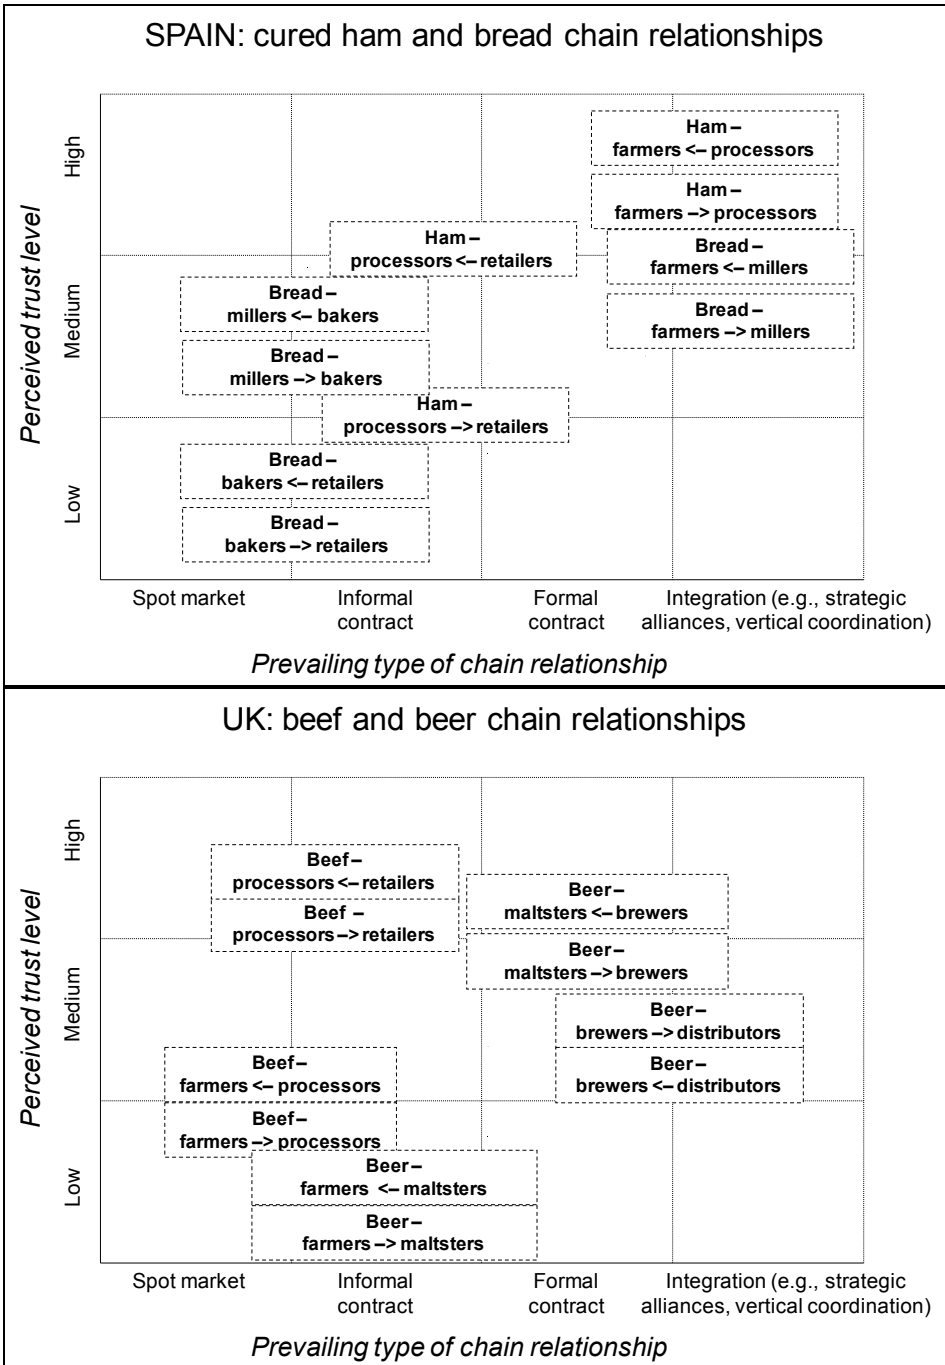 SPAIN: cured ham and bread chain relationships
Perceived trust level
High
Medium
Low
Ham –
farmers <– processors
Ham –
farmers –> processors
Ham –
processors <– retailers
Bread –
farmers <– millers
Bread –
millers <– bakers
Bread –
farmers –> millers
Bread –
millers –> bakers
Ham –
processors –> retailers
Bread –
bakers <– retailers
Bread –
bakers –> retailers
Spot market
Informal
contract
Formal
contract
Integration (e.g., strategic
alliances, vertical coordination)
Prevailing type of chain relationship
UK: beef and beer chain relationships
Perceived trust level
High
Medium
Low
Beef –
processors <– retailers
Beer –
maltsters <– brewers
Beef –
processors –> retailers
Beer –
maltsters –> brewers
Beer –
brewers –> distributors
Beef –
farmers <– processors
Beer –
brewers <– distributors
Beef –
farmers –> processors
Beer –
farmers <– maltsters
Beer –
farmers –> maltsters
Spot market
Informal
contract
Formal
contract
Integration (e.g., strategic
alliances, vertical coordination)
Prevailing type of chain relationship